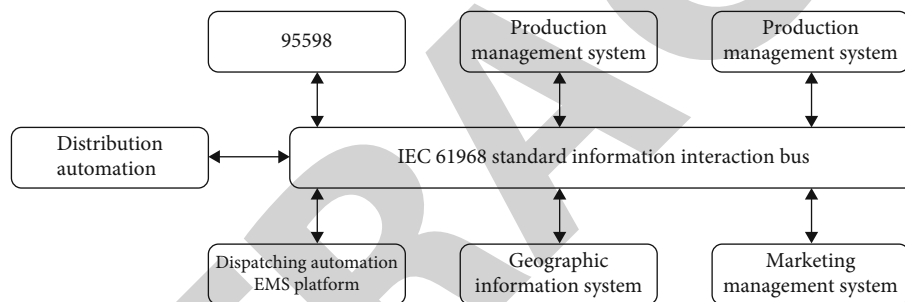 95598
Production
management system
Production
management system
Distribution
automation
IEC 61968 standard information interaction bus
Dispatching automation
EMS platform
Geographic
information system
Marketing
management system